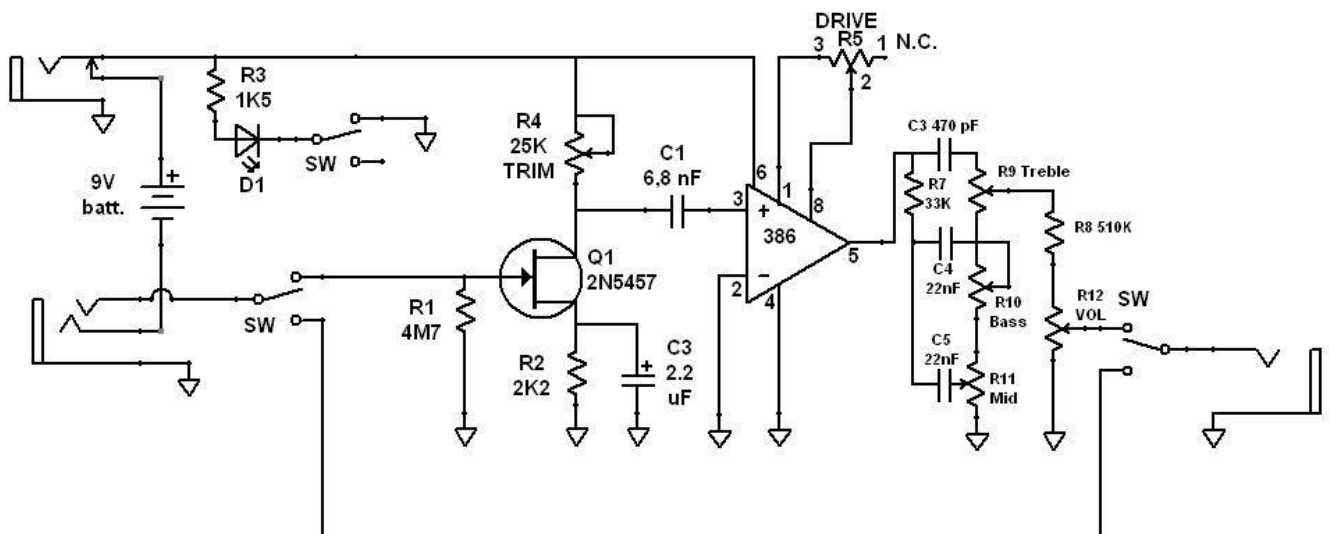 DRIVE
R5
3
1
N.C.
2
R3
1K5
SW
D1
9V
batt.
+
R4
25K
TRIM
C1
6,8 nF
6
1
8
3
+
386
5
2
−
4
C3 470 pF
R7
33K
R9 Treble
R8 510K
C4
22nF
R10
Bass
C5
22nF
R11
Mid
R12
VOL
SW
Q1
2N5457
SW
R1
4M7
R2
2K2
+
C3
2.2
uF